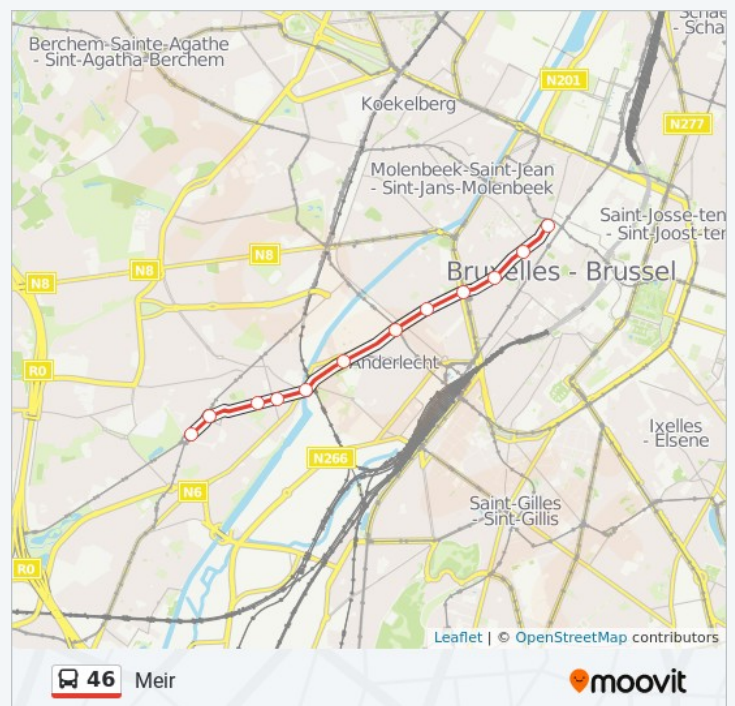 Schae
- Scha
Berchem-Sainte-Agathe
- Sint-Agatha-Berchem
N201
Koekelberg
N277
Molenbeek-Saint-Jean
- Sint-Jans-Molenbeek
Saint-Josse-ten
- Sint-Joost-ter
N8
N8
N8
Bruxelles - Brussel
R0
Anderlecht
Ixelles
- Elsene
N266
N6
Saint-Gilles
- Sint-Gillis
R0
Leaflet | © OpenStreetMap contributors
46 Meir
moovit